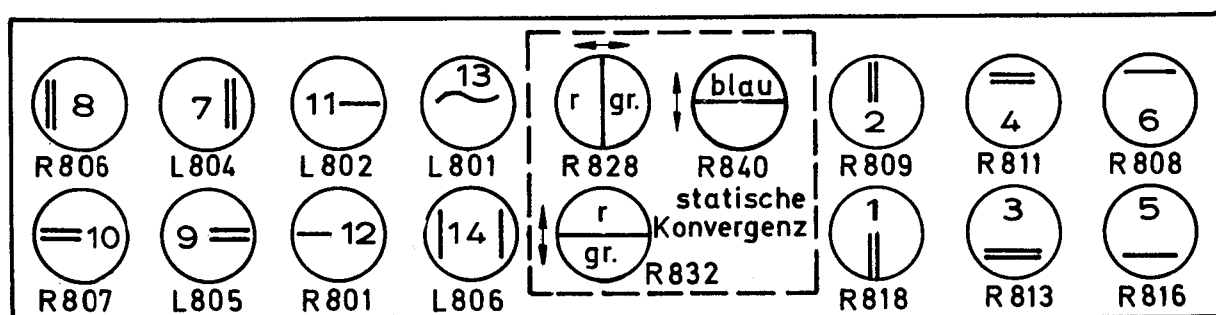 8 7 11 13 r gr. blau 2 4 6
R806 L804 L802 L801 R828 R840 R809 R811 R808
statische
Konvergenz
10 9 12 14 r gr. 1 3 5
R807 L805 R801 L806 R832 R818 R813 R816